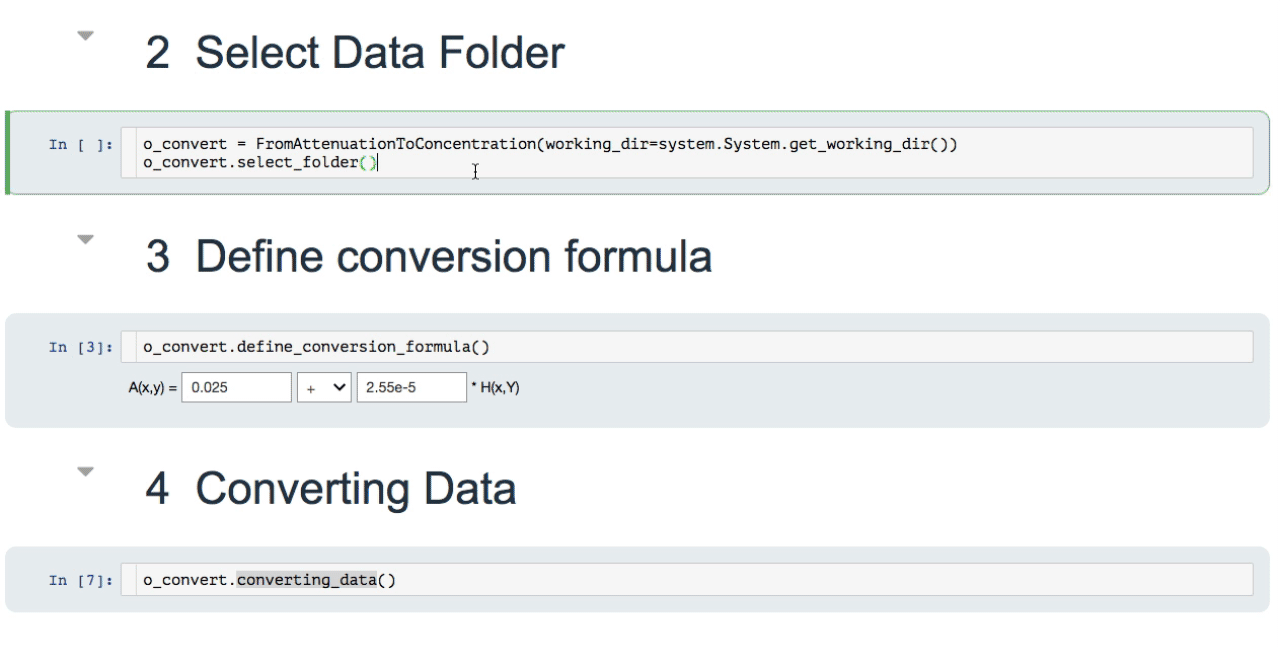 2 Select Data Folder
In [ ]: o_convert = FromAttenuationToConcentration(working_dir=system.System.get_working_dir())
o_convert.select_folder()
3 Define conversion formula
In [3]: o_convert.define_conversion_formula()
A(x,y) = 0.025 + 2.55e-5 * H(x,Y)
4 Converting Data
In [7]: o_convert.converting_data()